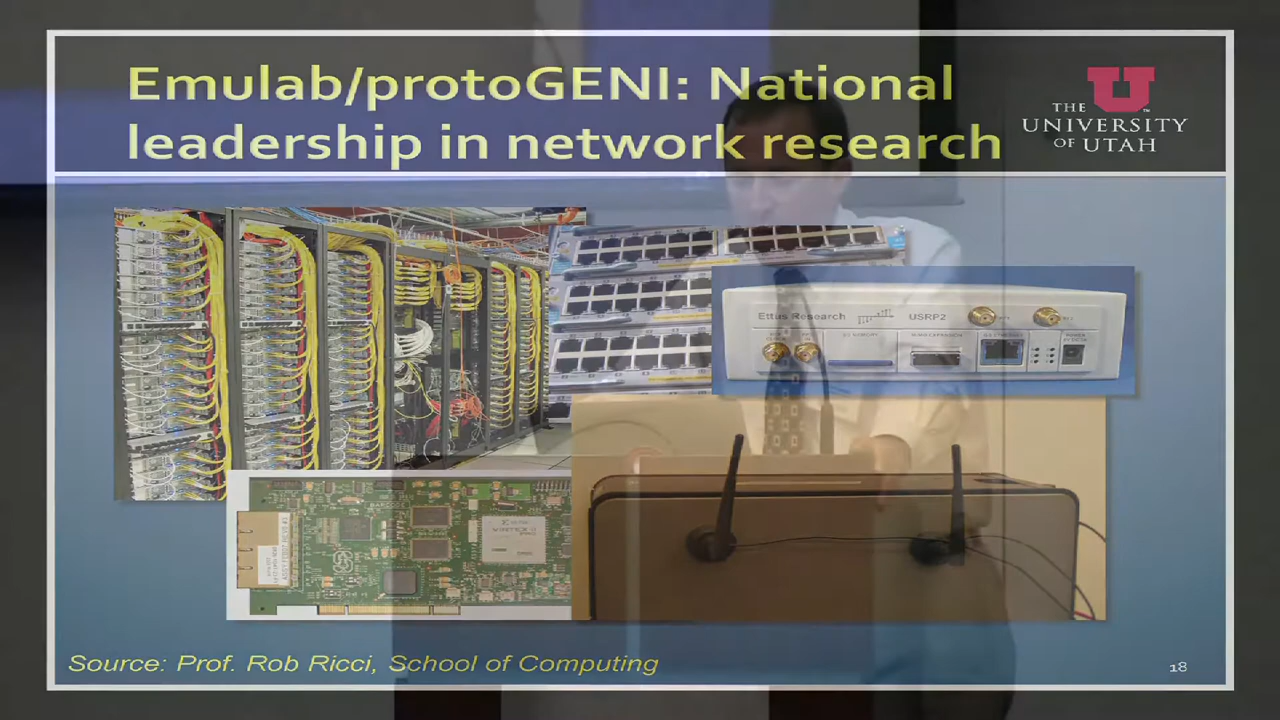 Emulab/protoGENI: National
leadership in network research
THE
UNIVERSITY
OF UTAH
Ettus Research
USRP2
Source: Prof. Rob Ricci, School of Computing
18